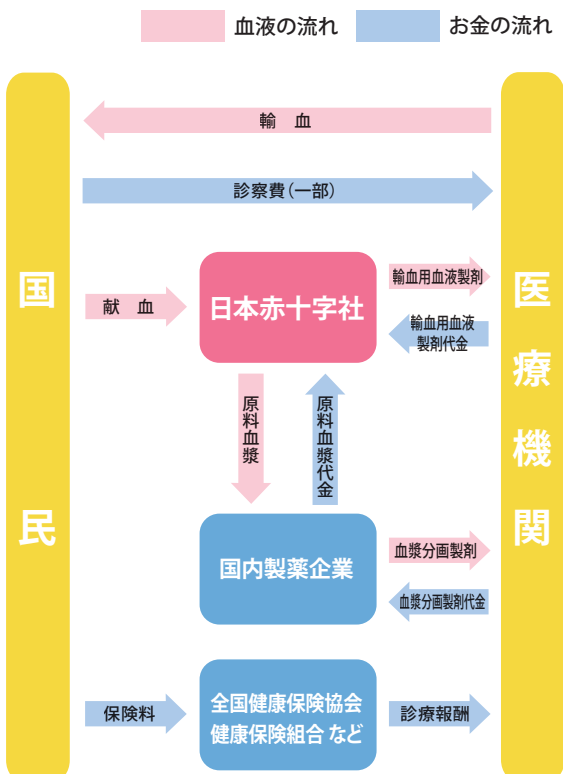 血液の流れ
お金の流れ
輸　血
診察費（一部）
国民
医療機関
献　血
日本赤十字社
輸血用血液製剤
輸血用血液
製剤代金
原料血漿
原料血漿代金
国内製薬企業
血漿分画製剤
血漿分画製剤代金
保険料
全国健康保険協会
健康保険組合 など
診療報酬